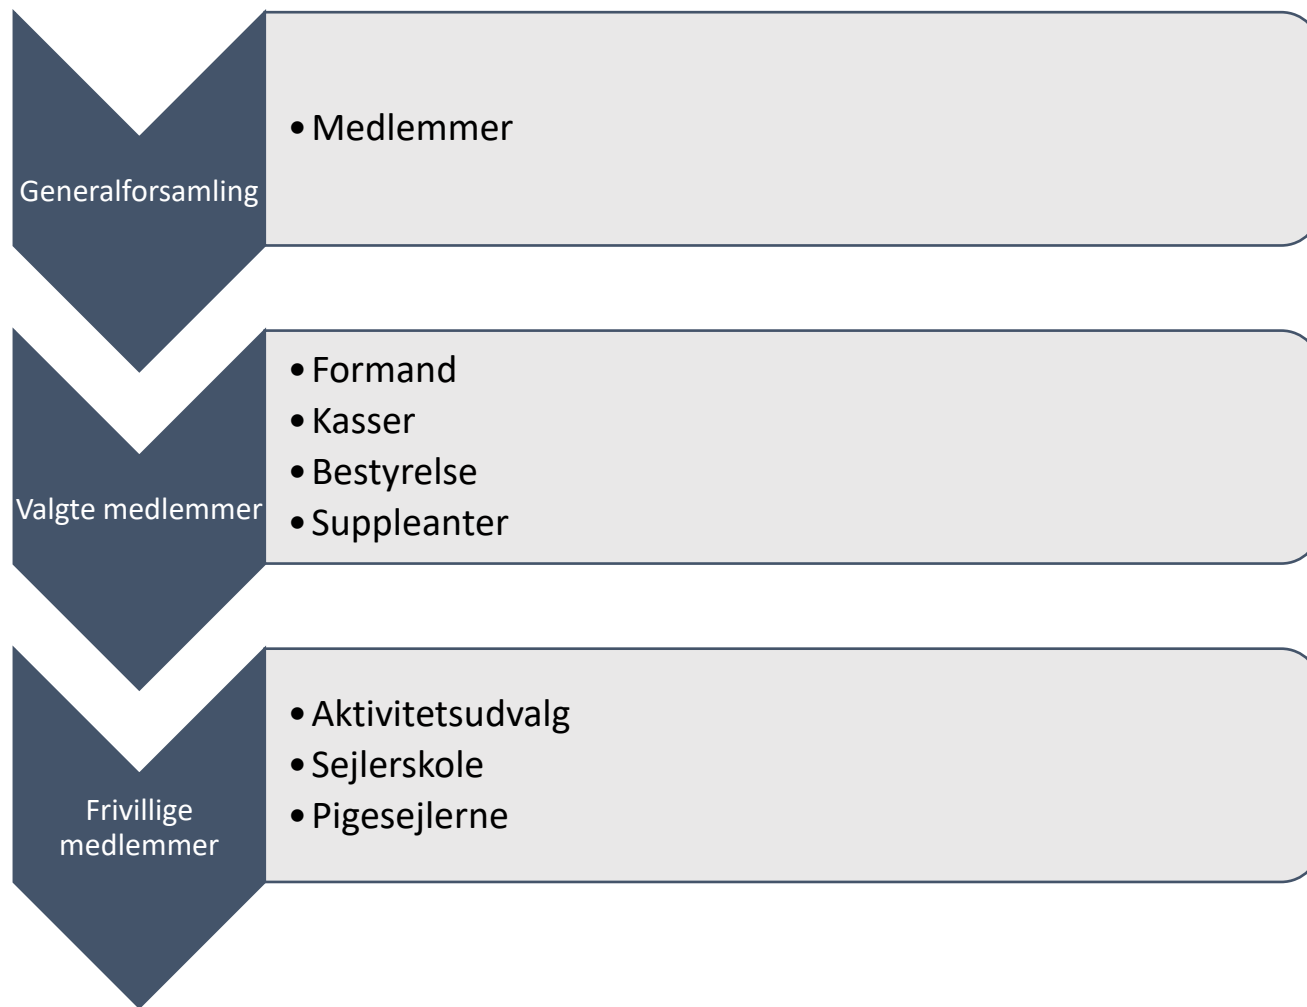 Generalforsamling
• Medlemmer
Valgte medlemmer
• Formand
• Kasser
• Bestyrelse
• Suppleanter
Frivillige
medlemmer
• Aktivitetsudvalg
• Sejlerskole
• Pigesejlerne